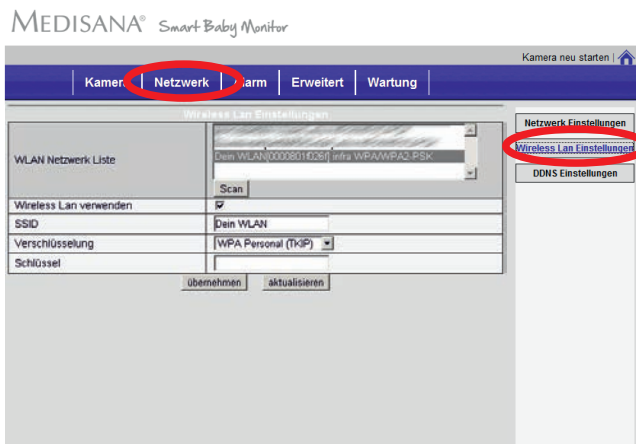 MEDISANA® Smart Baby Monitor
Kamera neu starten |
Kamera Netzwerk Alarm Erweitert Wartung
Wireless Lan Einstellungen
Netzwerk Einstellungen
Wireless Lan Einstellungen
DDNS Einstellungen
WLAN Netzwerk Liste
Dein WLAN infra WPA/WPA2-PSK
Scan
Wireless Lan verwenden
SSID Dein WLAN
Verschlüsselung WPA Personal (TKIP)
Schlüssel
übernehmen aktualisieren